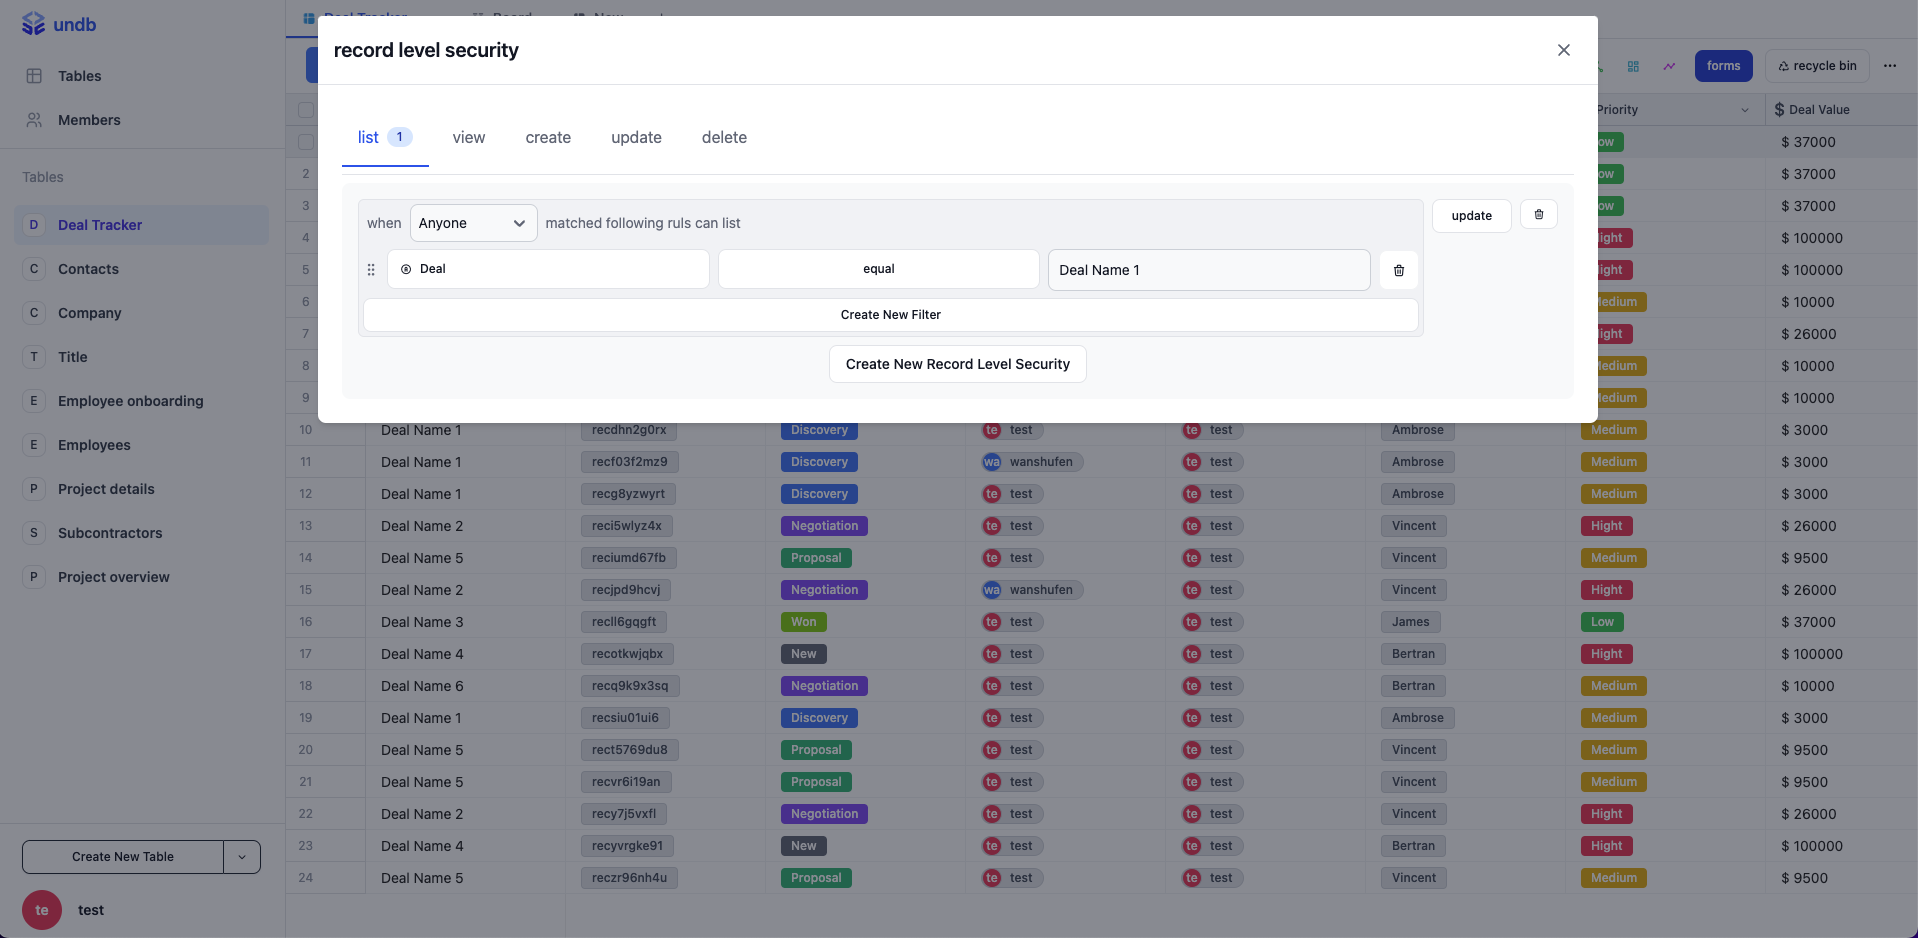 undb
Tables
Members
Tables
D Deal Tracker
C Contacts
C Company
T Title
E Employee onboarding
E Employees
P Project details
S Subcontractors
P Project overview
Create New Table
te test
record level security
list 1 view create update delete
when Anyone matched following ruls can list
update
Deal equal Deal Name 1
Create New Filter
Create New Record Level Security
forms recycle bin
Priority $ Deal Value
$ 37000
2 $ 37000
3 $ 37000
4 $ 100000
5 $ 100000
6 $ 10000
7 $ 26000
8 $ 10000
9 $ 10000
10 Deal Name 1 recdhn2g0rx Discovery te test te test Ambrose Medium $ 3000
11 Deal Name 1 recf03f2mz9 Discovery wa wanshufen te test Ambrose Medium $ 3000
12 Deal Name 1 recg8yzwyrt Discovery te test te test Ambrose Medium $ 3000
13 Deal Name 2 reci5wlyz4x Negotiation te test te test Vincent Hight $ 26000
14 Deal Name 5 reciumd67fb Proposal te test te test Vincent Medium $ 9500
15 Deal Name 2 recjpd9hcvj Negotiation wa wanshufen te test Vincent Hight $ 26000
16 Deal Name 3 recll6gqgft Won te test te test James Low $ 37000
17 Deal Name 4 recotkwjqbx New te test te test Bertran Hight $ 100000
18 Deal Name 6 recq9k9x3sq Negotiation te test te test Bertran Medium $ 10000
19 Deal Name 1 recsiu01ui6 Discovery te test te test Ambrose Medium $ 3000
20 Deal Name 5 rect5769du8 Proposal te test te test Vincent Medium $ 9500
21 Deal Name 5 recvr6i19an Proposal te test te test Vincent Medium $ 9500
22 Deal Name 2 recy7j5vxfl Negotiation te test te test Vincent Hight $ 26000
23 Deal Name 4 recyvrgke91 New te test te test Bertran Hight $ 100000
24 Deal Name 5 reczr96nh4u Proposal te test te test Vincent Medium $ 9500